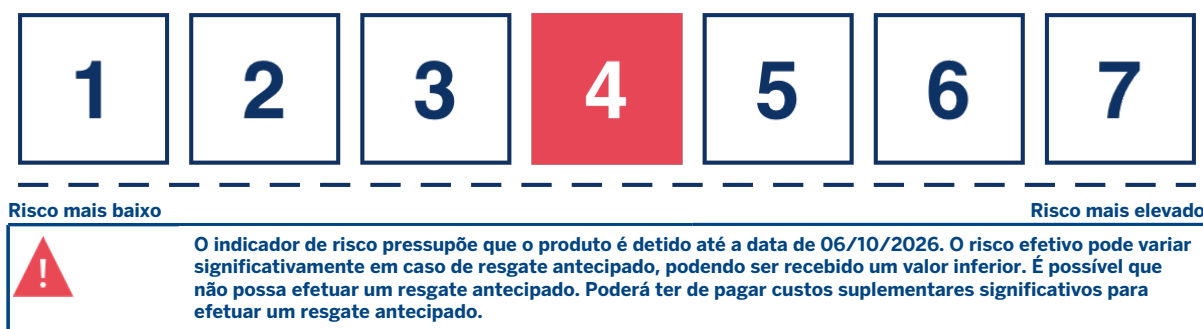 1 2 3 4 5 6 7
Risco mais baixo Risco mais elevado
! O indicador de risco pressupõe que o produto é detido até a data de 06/10/2026. O risco efetivo pode variar
significativamente em caso de resgate antecipado, podendo ser recebido um valor inferior. É possível que
não possa efetuar um resgate antecipado. Poderá ter de pagar custos suplementares significativos para
efetuar um resgate antecipado.